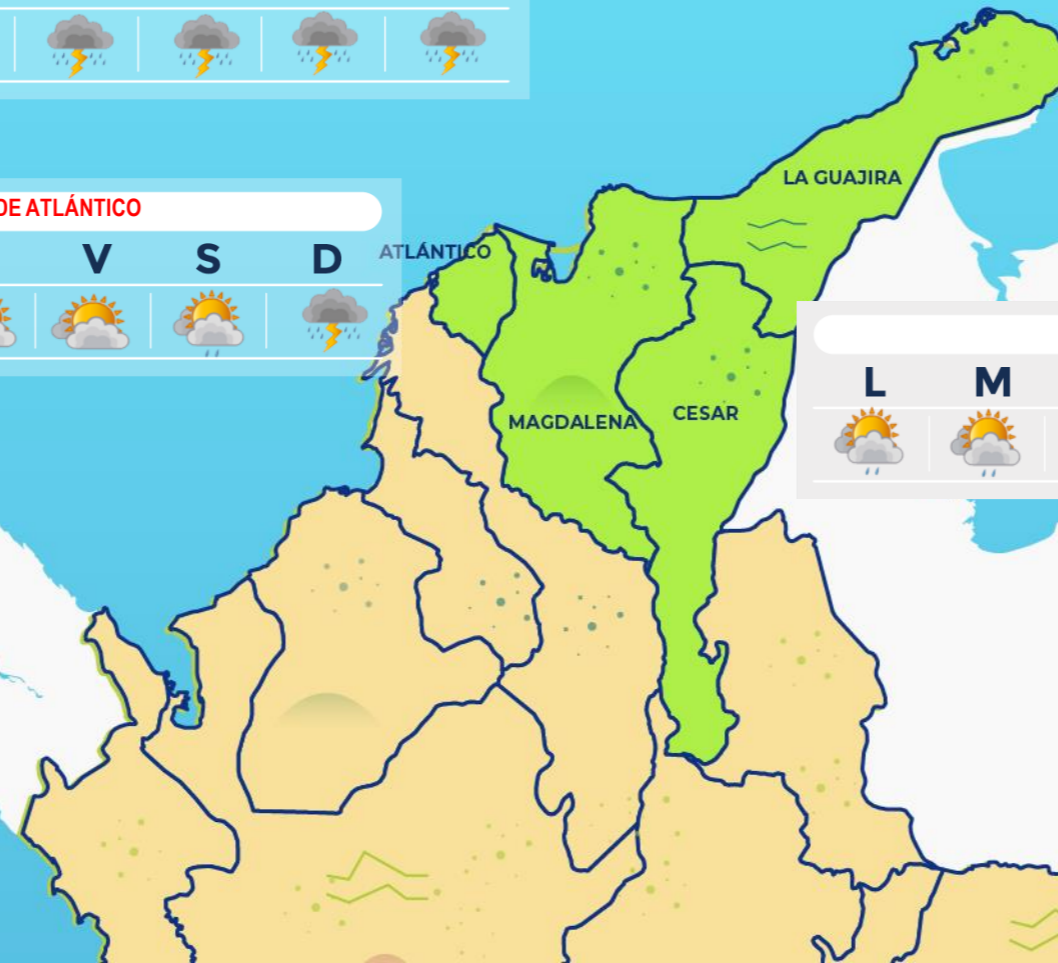 LA GUAJIRA
DE ATLÁNTICO
V S D
ATLÁNTICO
L M
MAGDALENA
CESAR